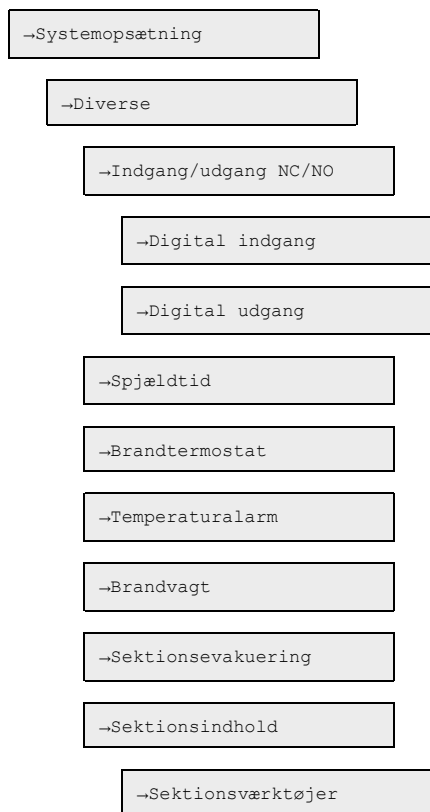 →Systemopsætning
→Diverse
→Indgang/udgang NC/NO
→Digital indgang
→Digital udgang
→Spjældtid
→Brandtermostat
→Temperaturalarm
→Brandvagt
→Sektionsevakuering
→Sektionsindhold
→Sektionsværktøjer